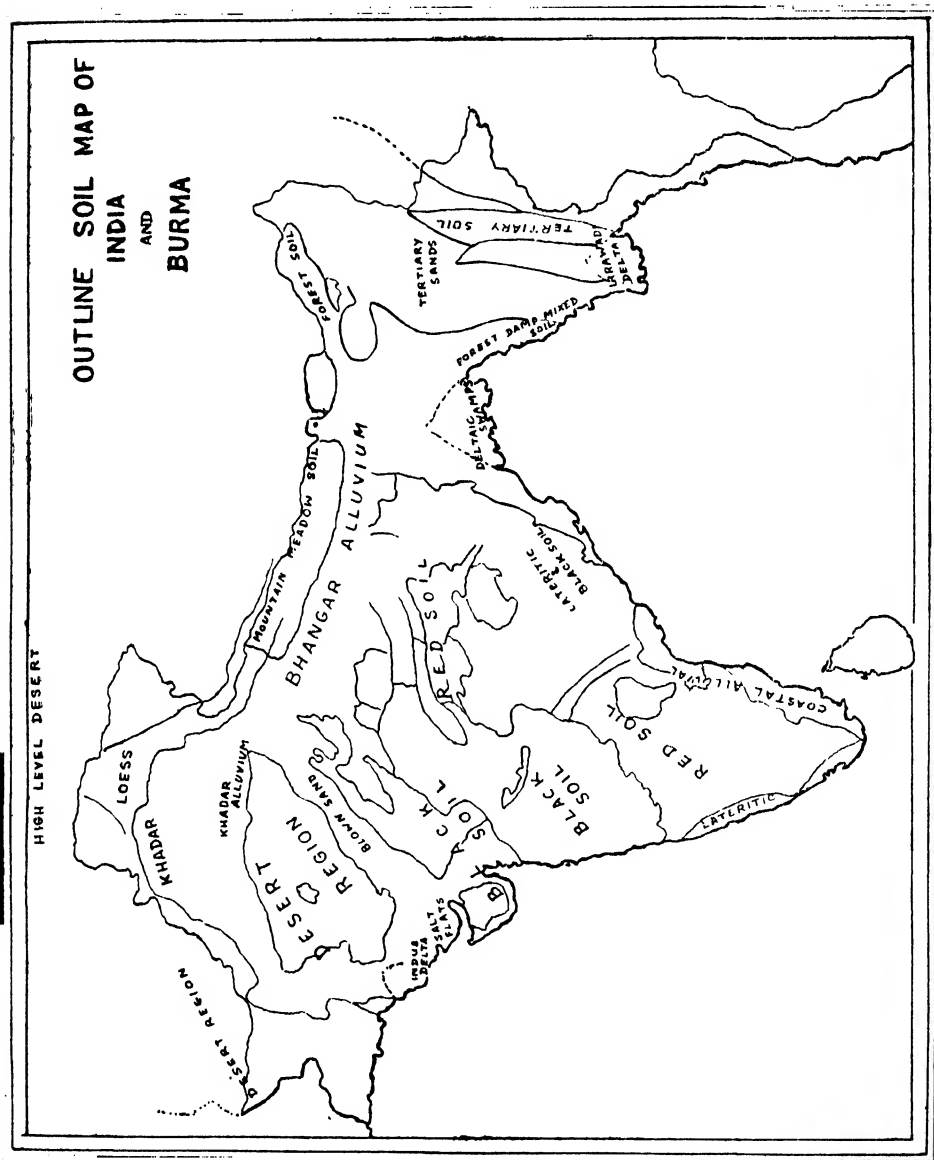 OUTLINE SOIL MAP OF
INDIA
AND
BURMA
HIGH LEVEL DESERT
LOESS
KHADAR
DESERT REGION
KHADAR
ALLUVIUM
DESERT
REGION
BLOWN SAND
INDUS
DELTA
SALT
FLATS
MOUNTAIN MEADOW SOIL
BHANGAR ALLUVIUM
FOREST SOIL
TERTIARY
SANDS
TERTIARY SOIL
IRRAWADI
DELTA
FOREST DAMP MIXED
SOIL
DELTAIC
SWAMPS
RED SOIL
LATERITIC
&
BLACK SOIL
BLACK
SOIL
BLACK
SOIL
RED SOIL
COASTAL ALLUVIAL
LATERITIC